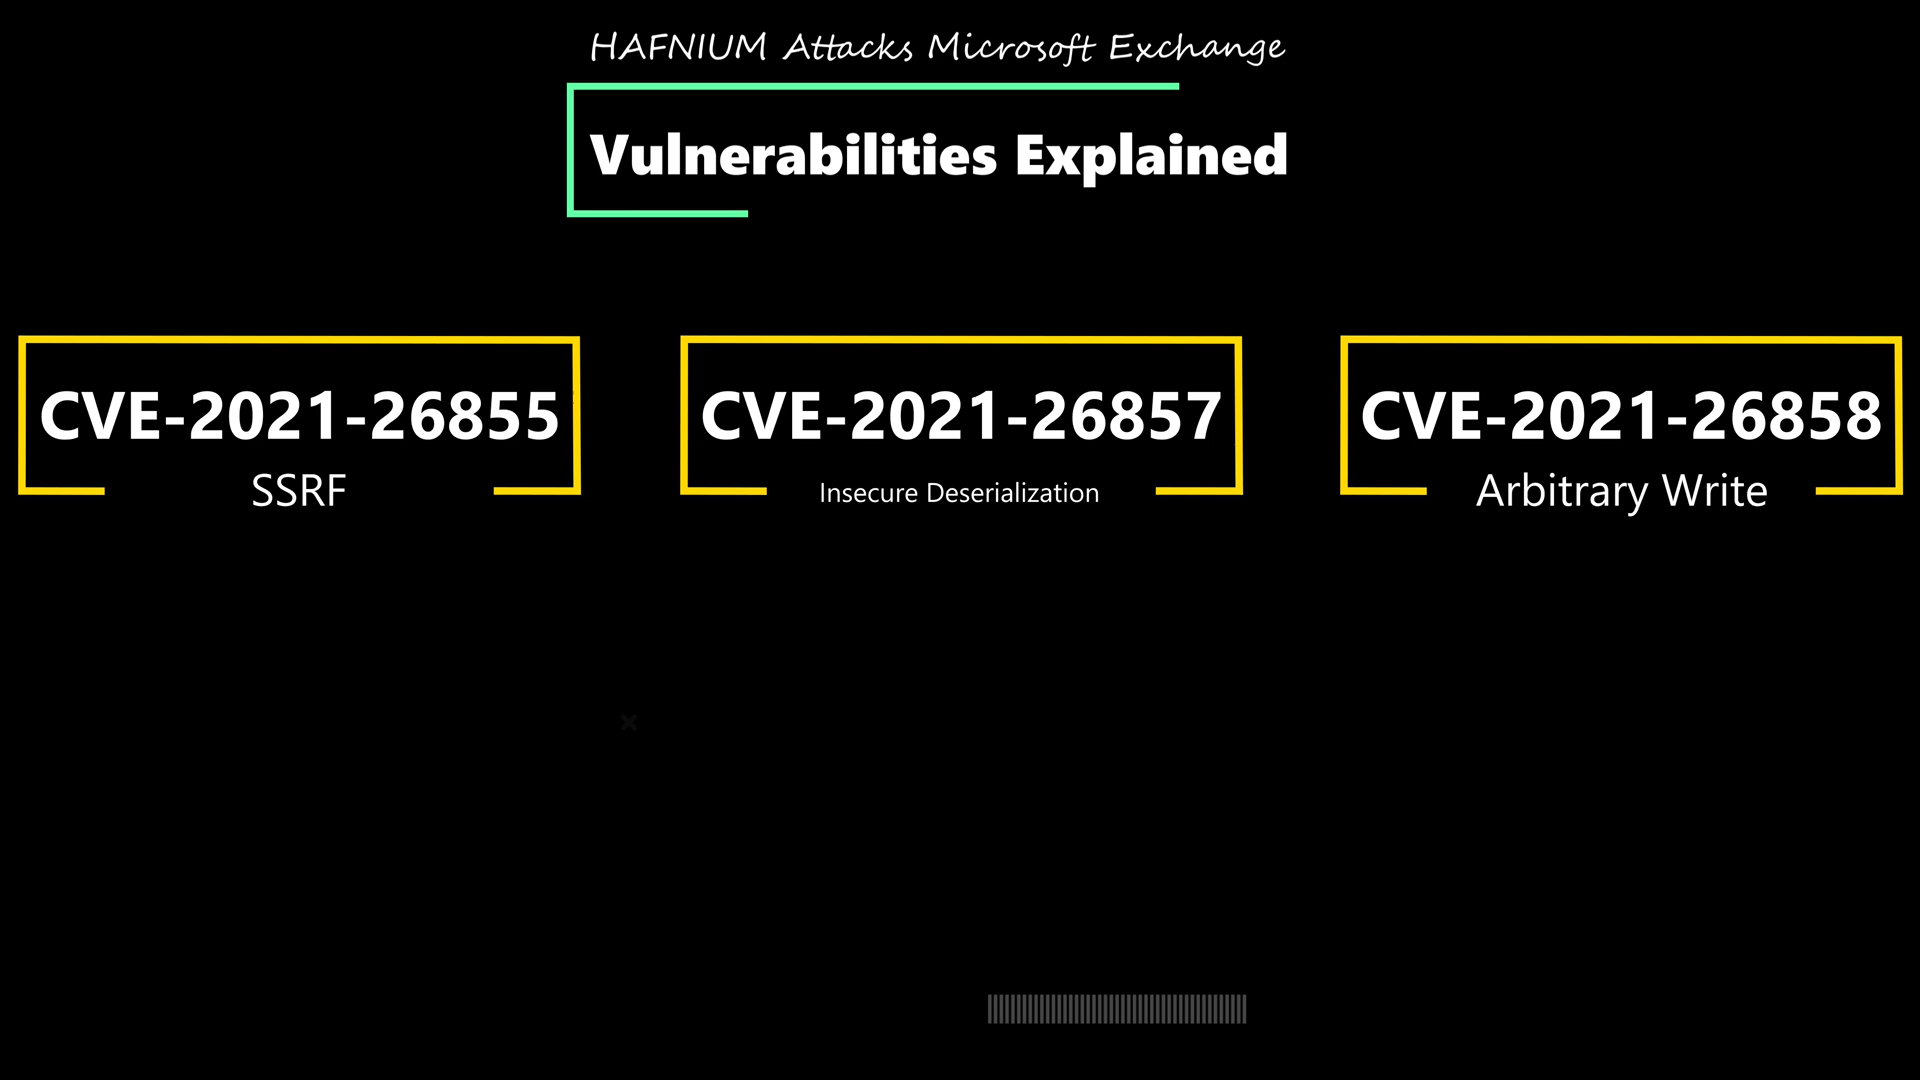 HAFNIUM Attacks Microsoft Exchange
Vulnerabilities Explained
CVE-2021-26855
SSRF
CVE-2021-26857
Insecure Deserialization
CVE-2021-26858
Arbitrary Write